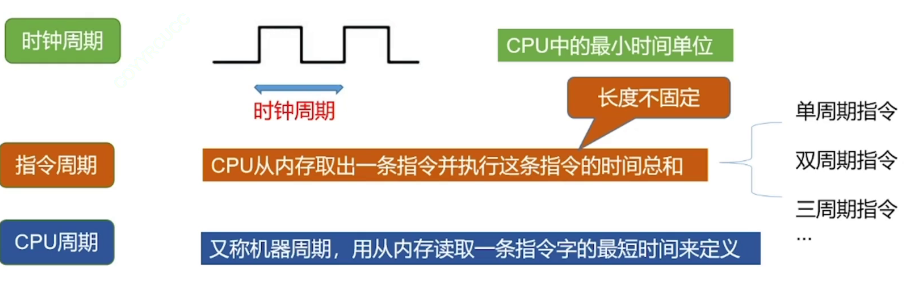 时钟周期
CPU中的最小时间单位
时钟周期
长度不固定
单周期指令
指令周期
CPU从内存取出一条指令并执行这条指令的时间总和
双周期指令
三周期指令
...
CPU周期
又称机器周期，用从内存读取一条指令字的最短时间来定义